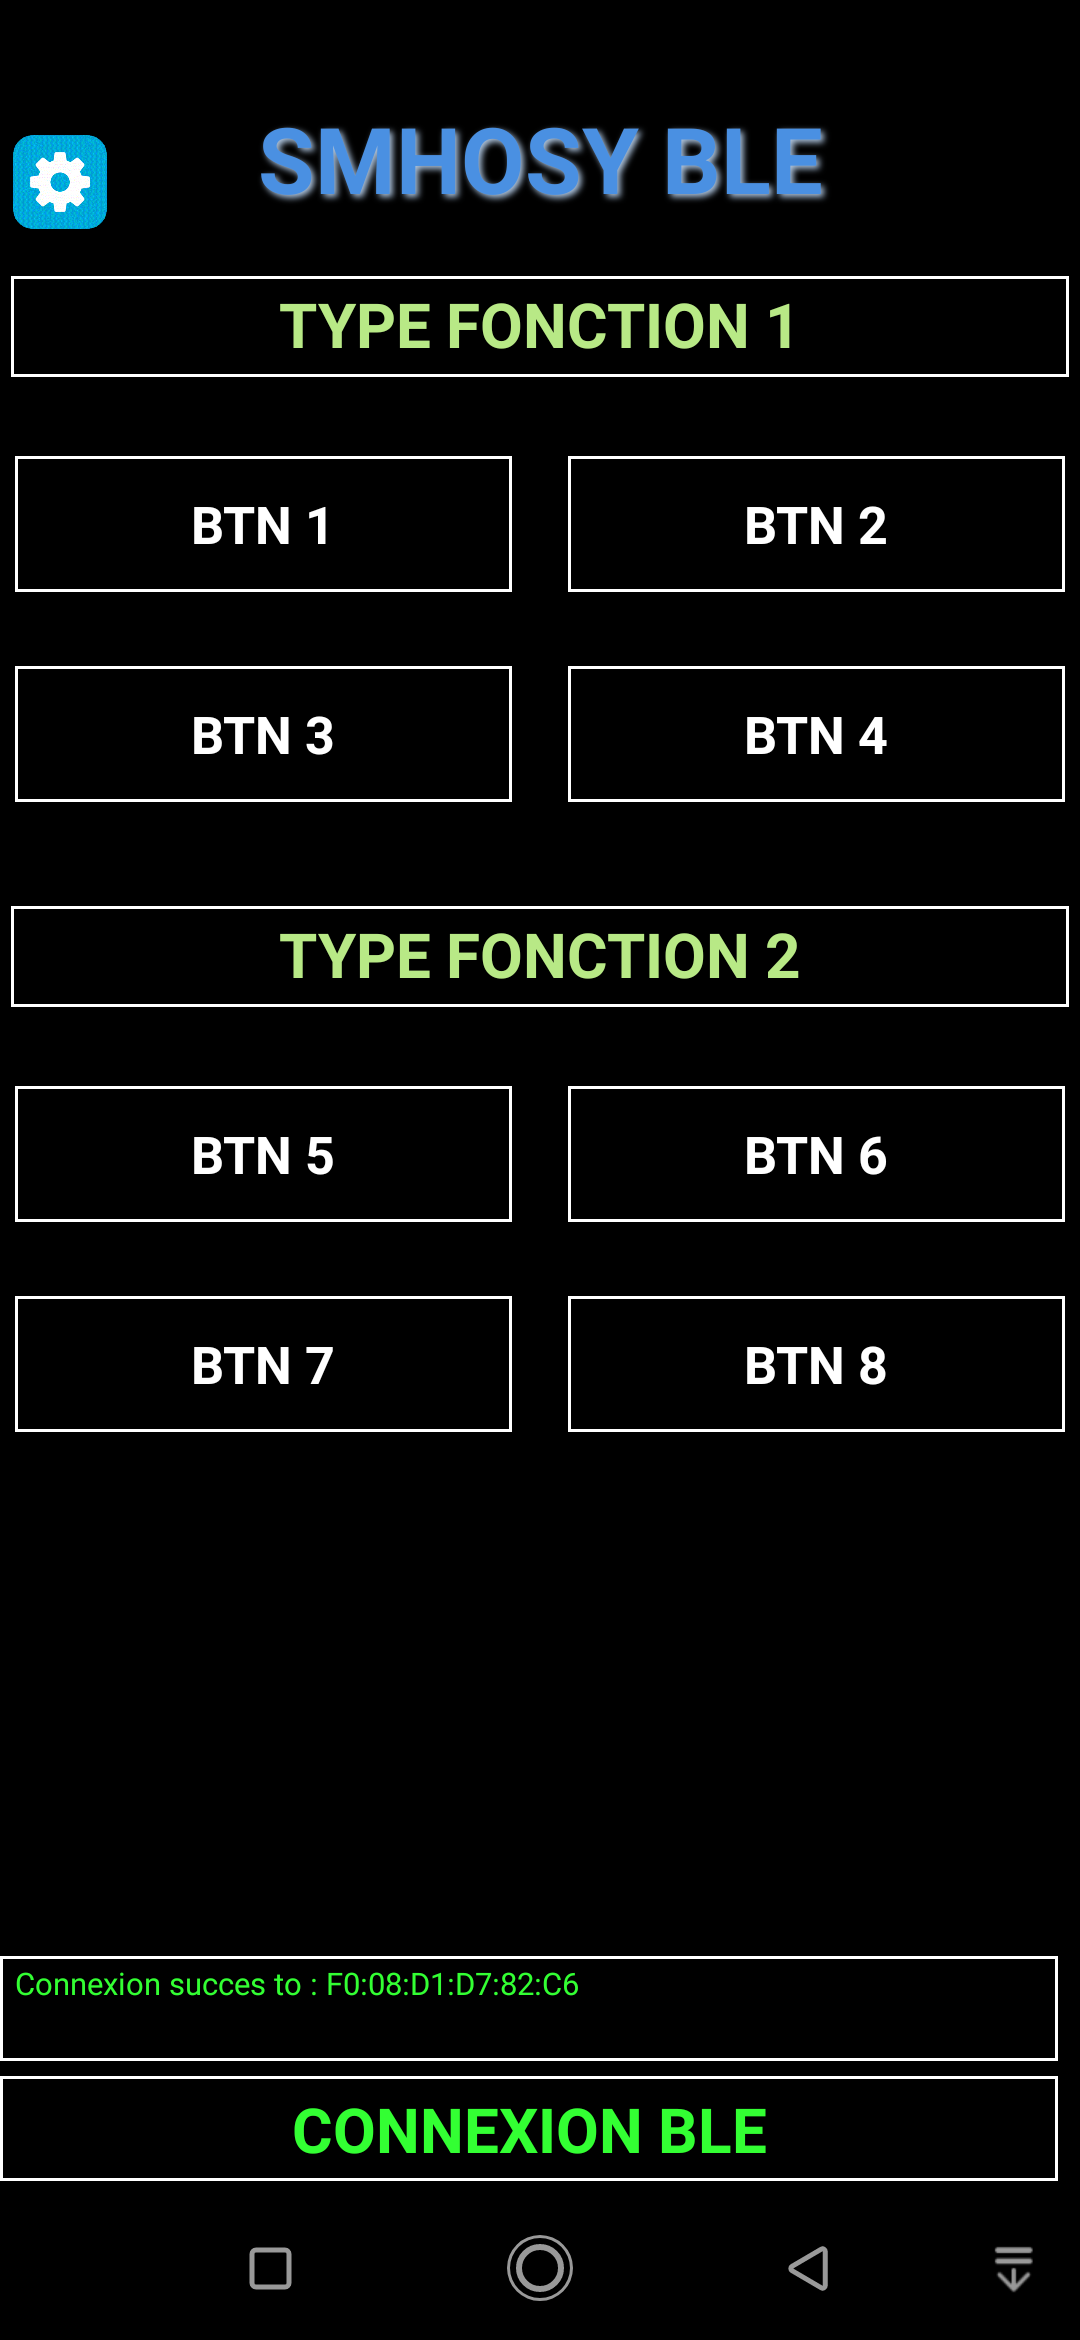 SMHOSY BLE
TYPE FONCTION 1
BTN 1
BTN 2
BTN 3
BTN 4
TYPE FONCTION 2
BTN 5
BTN 6
BTN 7
BTN 8
Connexion succes to : F0:08:D1:D7:82:C6
CONNEXION BLE